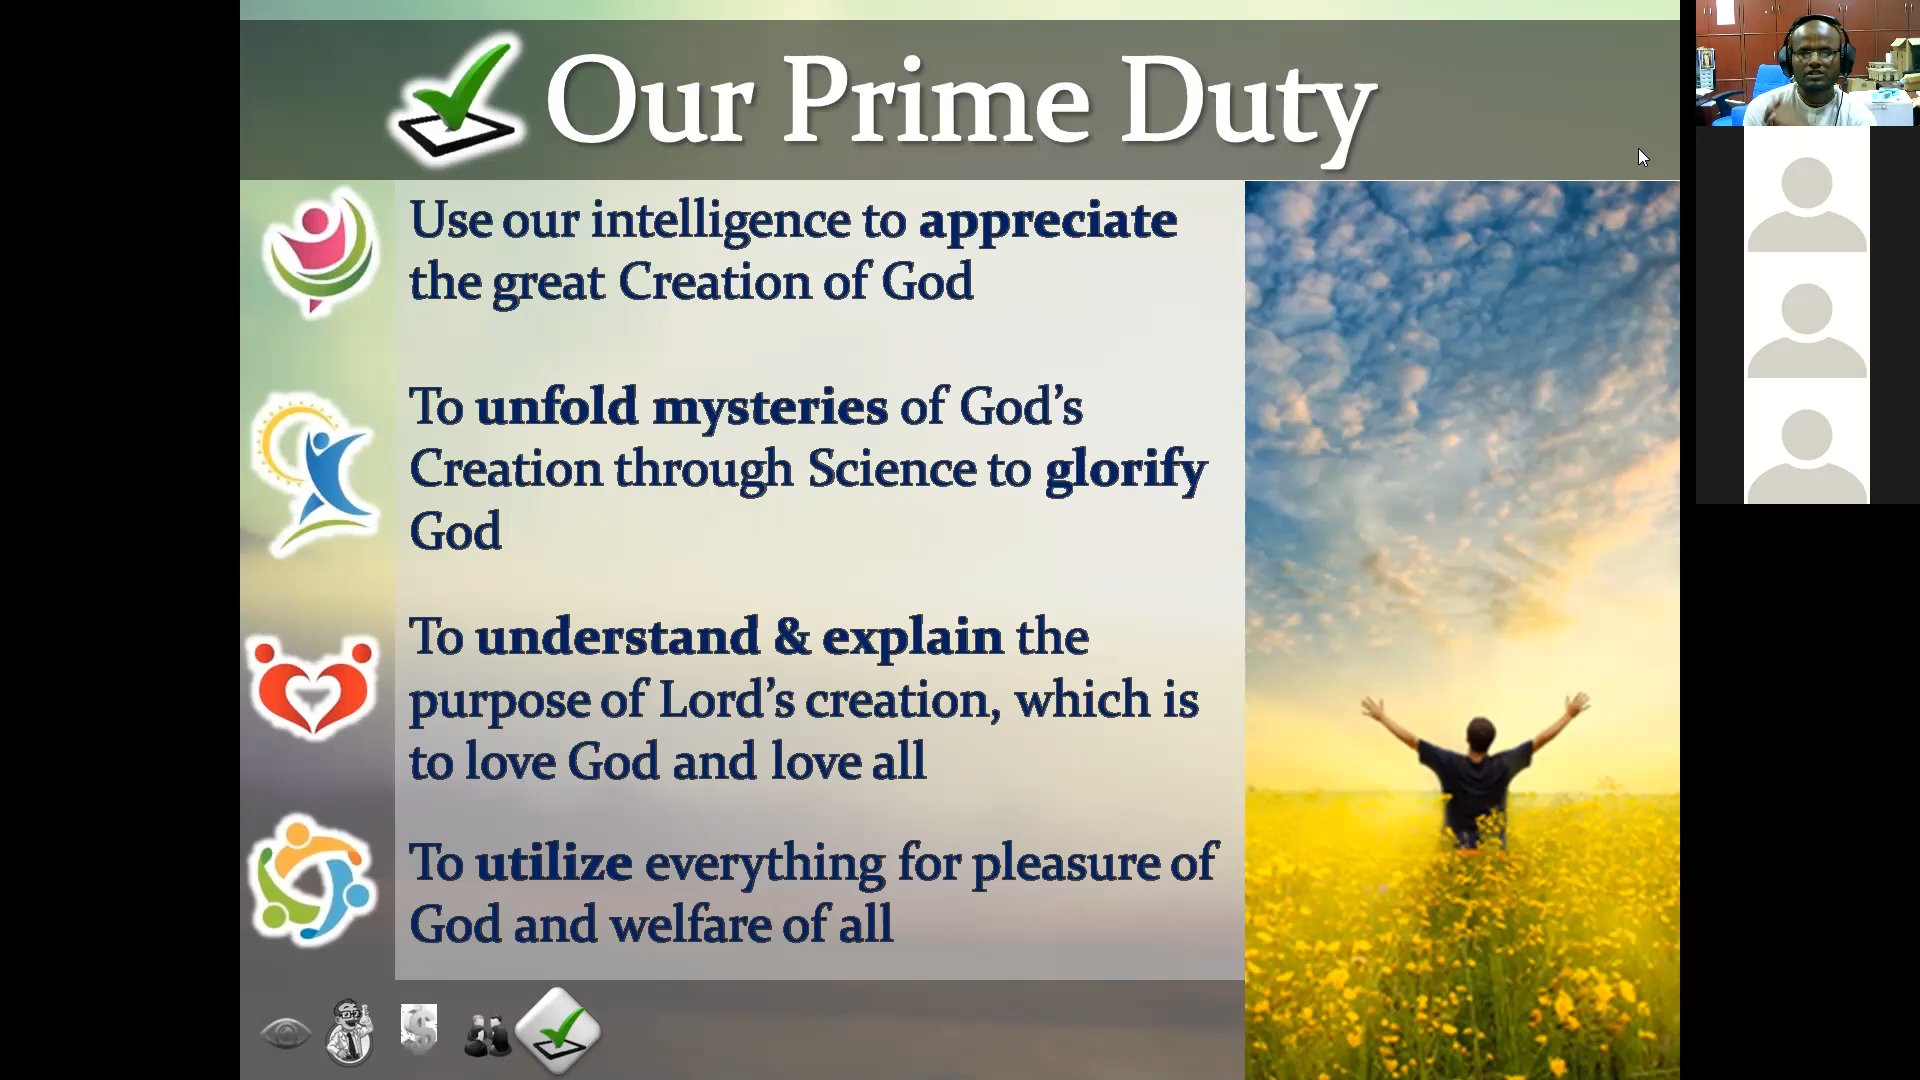 Our Prime Duty
Use our intelligence to appreciate
the great Creation of God
To unfold mysteries of God's
Creation through Science to glorify
God
To understand & explain the
purpose of Lord's creation, which is
to love God and love all
To utilize everything for pleasure of
God and welfare of all